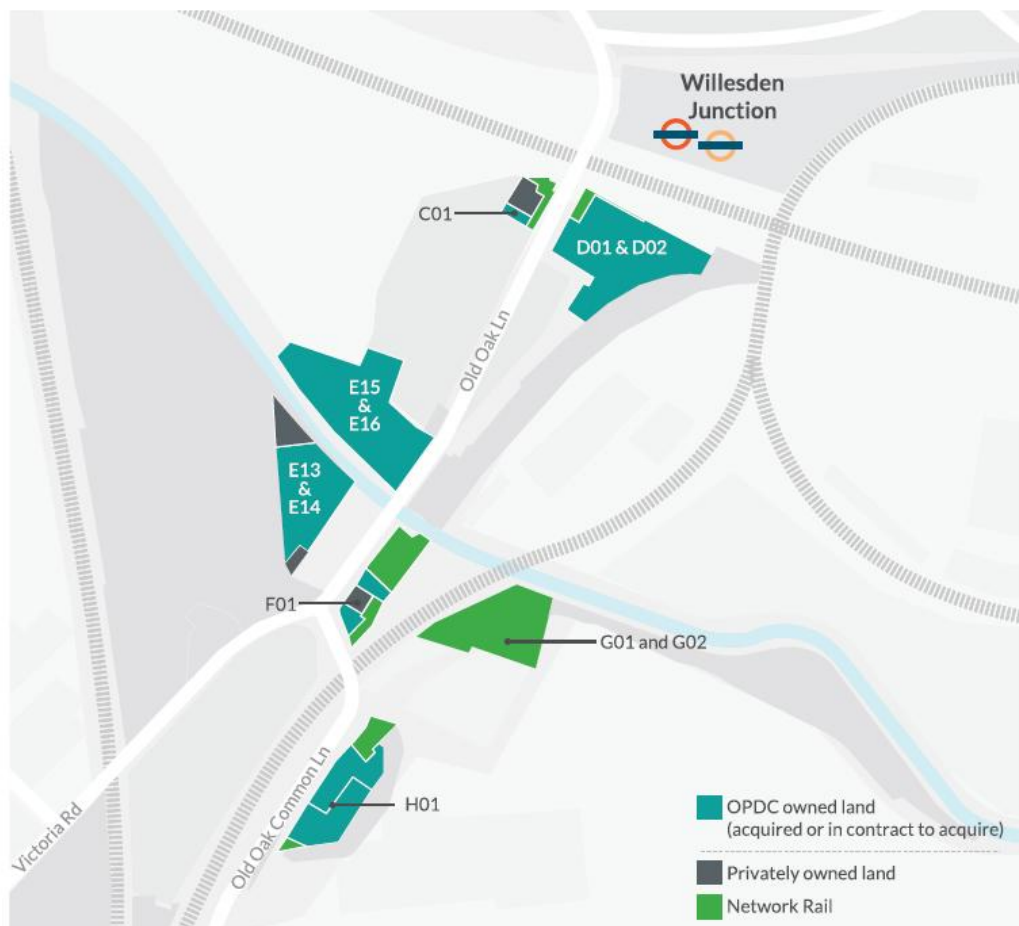 Willesden
Junction
C01
D01 & D02
Old Oak Ln
E15
&
E16
E13
&
E14
F01
G01 and G02
H01
Old Oak Common Ln
Victoria Rd
OPDC owned land
(acquired or in contract to acquire)
Privately owned land
Network Rail